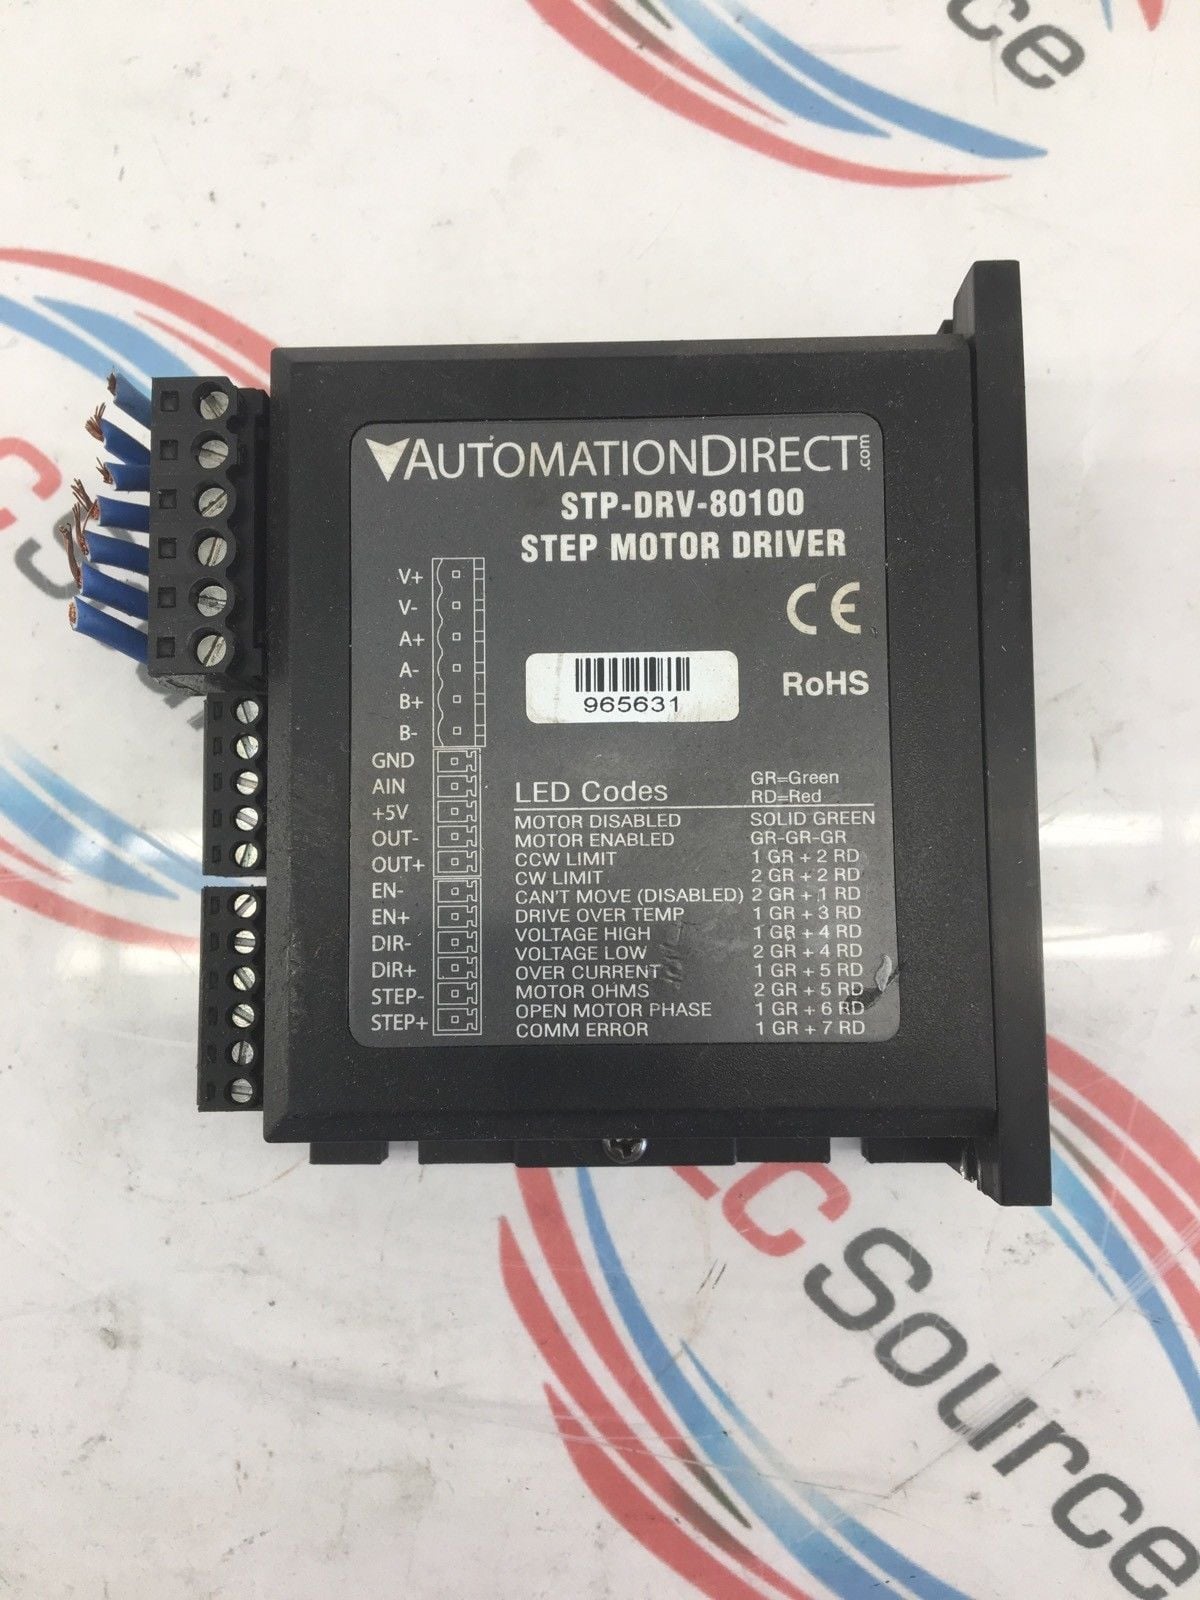 ce
AUTOMATIONDIRECT.com
STP-DRV-80100
STEP MOTOR DRIVER
CE
RoHS
965631
V+
V-
A+
A-
B+
B-
GND
AIN
+5V
OUT-
OUT+
EN-
EN+
DIR-
DIR+
STEP-
STEP+
LED Codes GR=Green
RD=Red
MOTOR DISABLED SOLID GREEN
MOTOR ENABLED GR-GR-GR
CCW LIMIT 1 GR + 2 RD
CW LIMIT 2 GR + 2 RD
CAN'T MOVE (DISABLED) 2 GR + 1 RD
DRIVE OVER TEMP 1 GR + 3 RD
VOLTAGE HIGH 1 GR + 4 RD
VOLTAGE LOW 2 GR + 4 RD
OVER CURRENT 1 GR + 5 RD
MOTOR OHMS 2 GR + 5 RD
OPEN MOTOR PHASE 1 GR + 6 RD
COMM ERROR 1 GR + 7 RD
LC Source